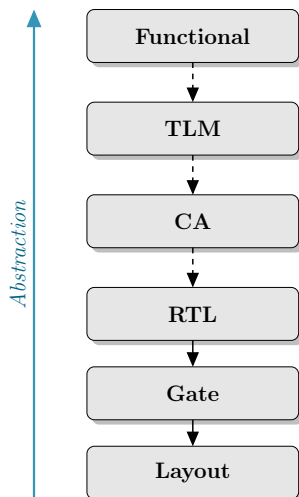 Functional
TLM
CA
RTL
Gate
Layout
Abstraction